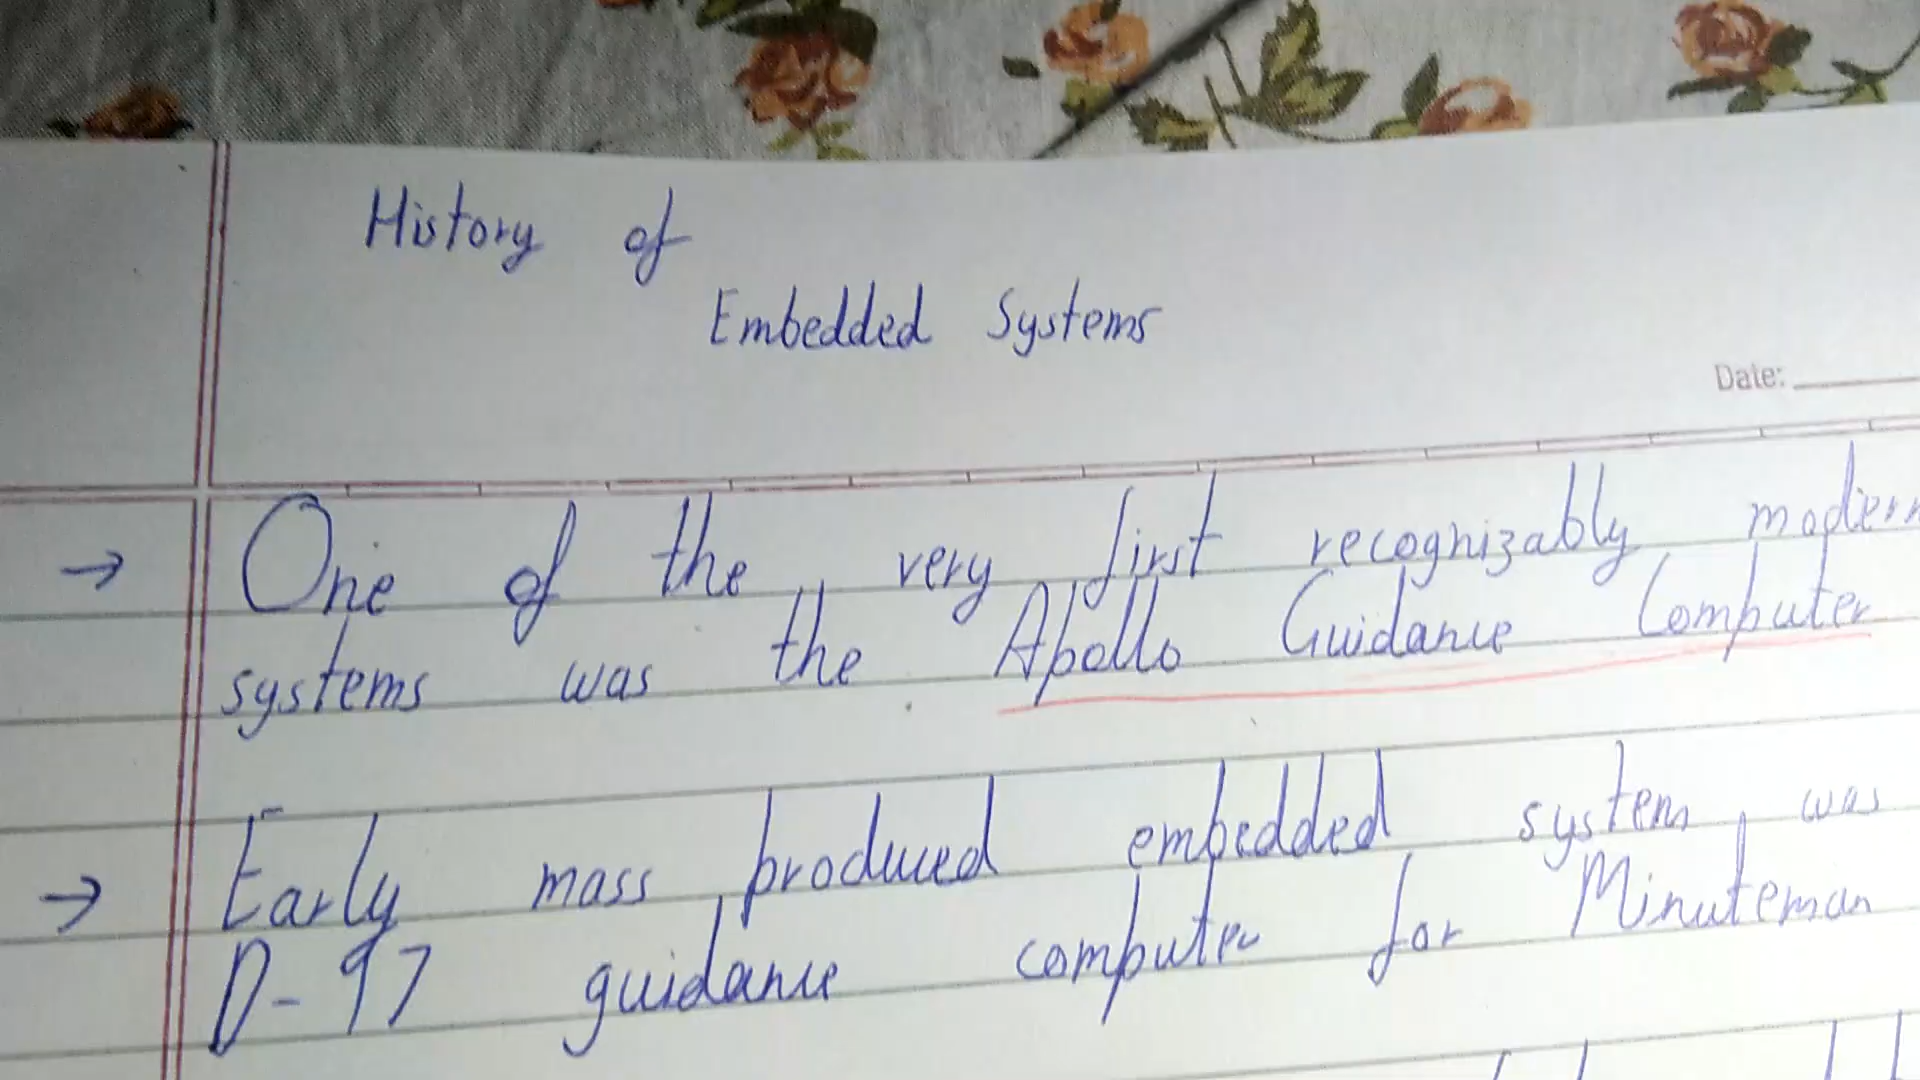 History of
Embedded Systems
Date:
→ One of the very first recognizably modern
systems was the Apollo Guidance Computer
→ Early mass produced embedded system was
D-97 guidance computer for Minuteman